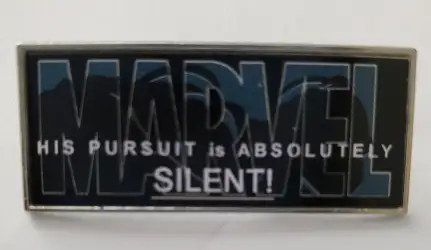 MARVEL
HIS PURSUIT is ABSOLUTELY
SILENT!